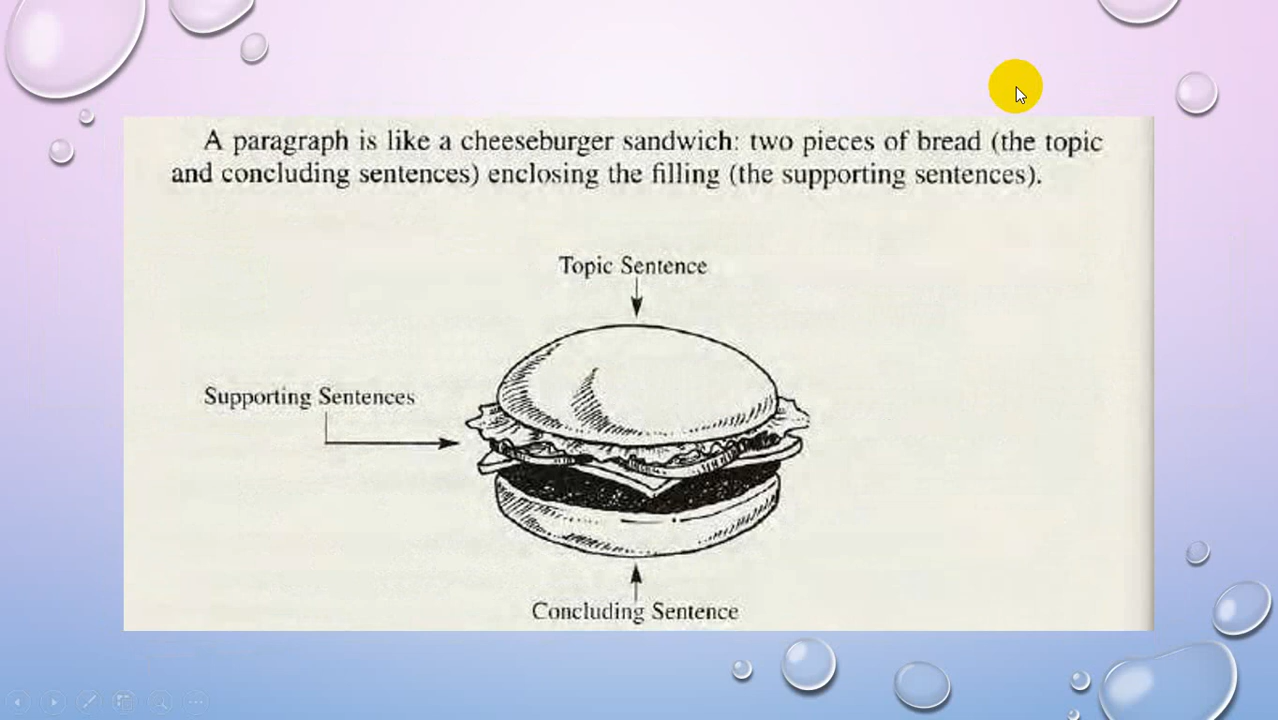 A paragraph is like a cheeseburger sandwich: two pieces of bread (the topic
and concluding sentences) enclosing the filling (the supporting sentences).
Topic Sentence
Supporting Sentences
Concluding Sentence